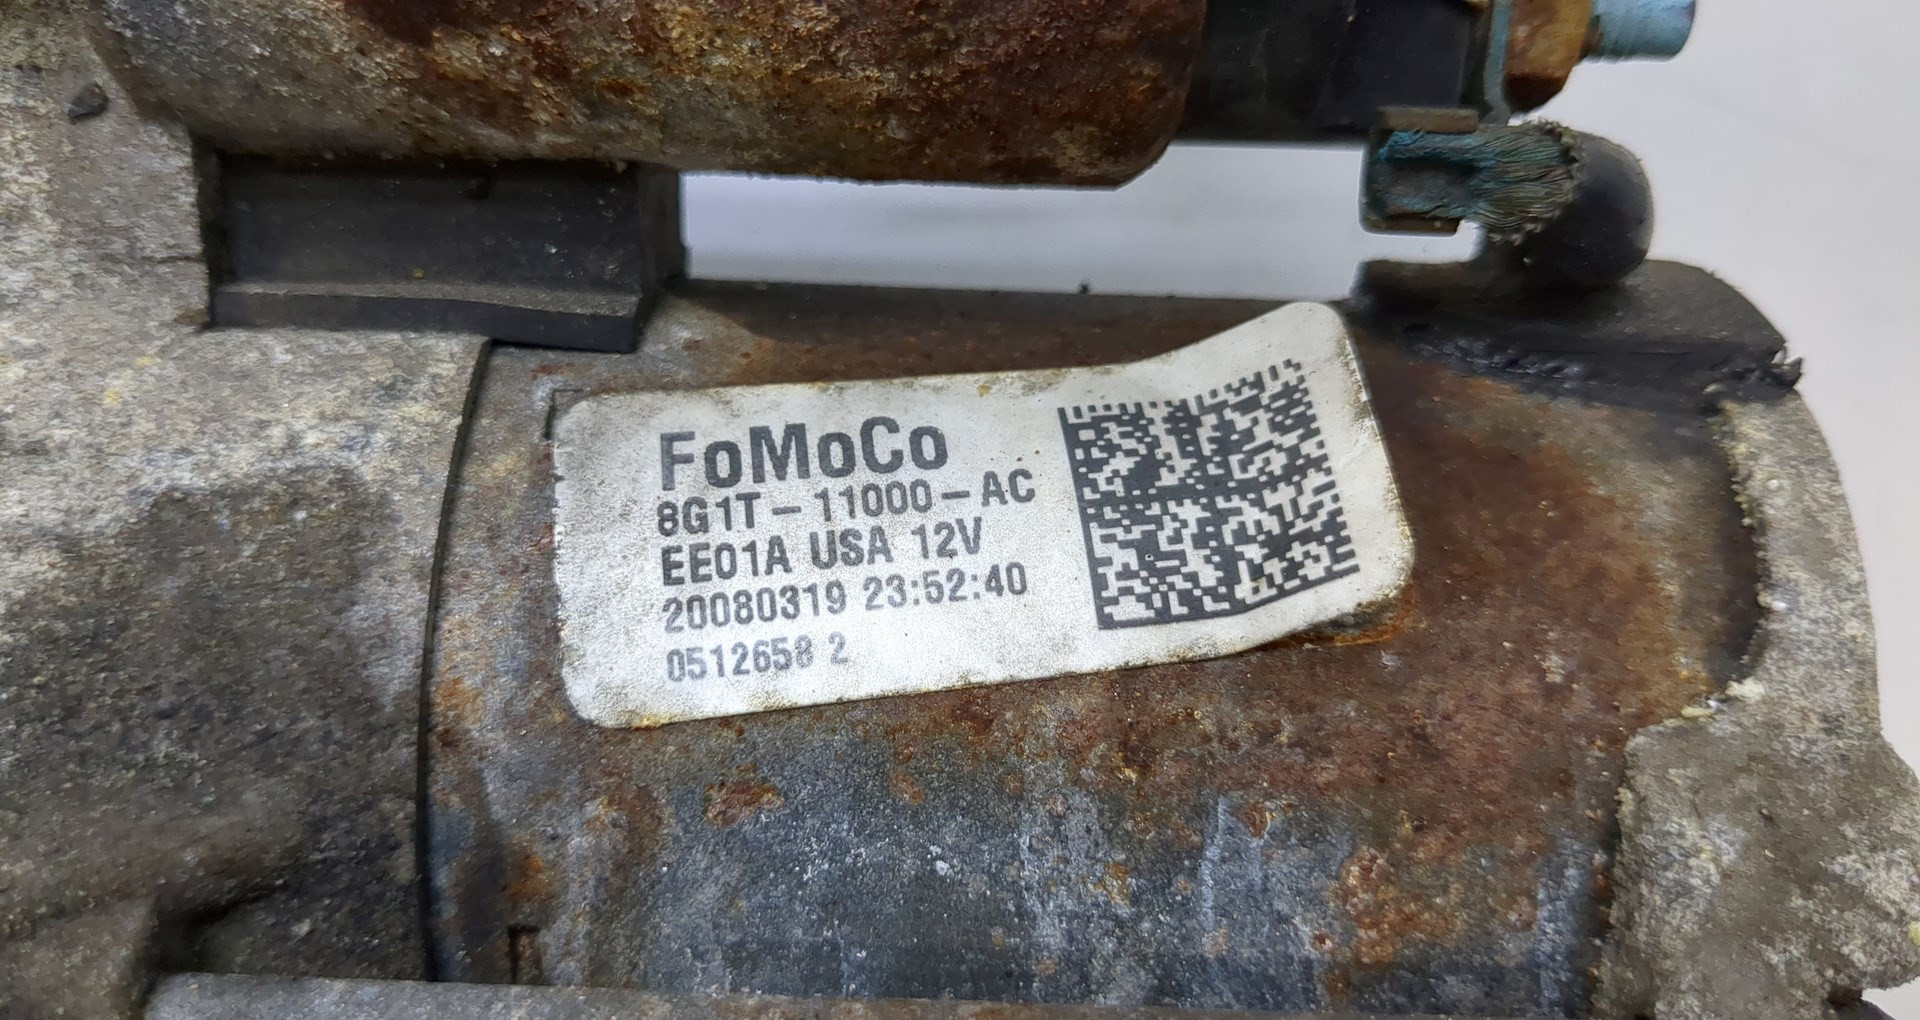 FoMoCo
8G1T-11000-AC
EE01A USA 12V
20080319 23:52:40
0512658 2